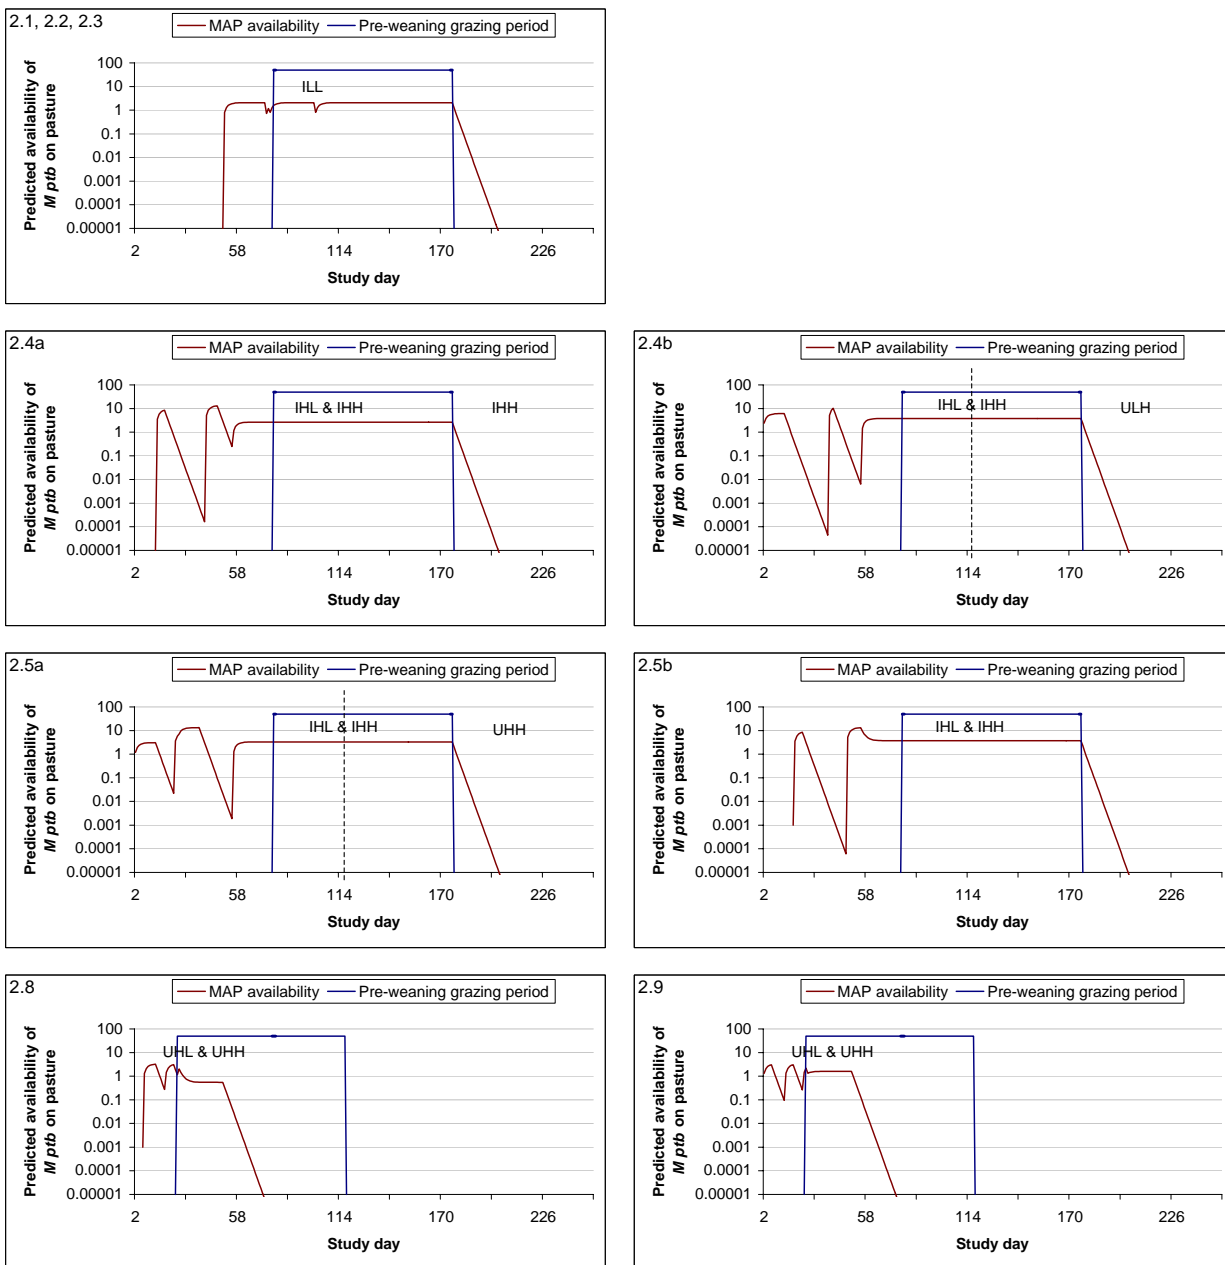 2.1, 2.2, 2.3
MAP availability
Pre-weaning grazing period
Predicted availability of
M ptb on pasture
100
10
1
0.1
0.01
0.001
0.0001
0.00001
ILL
2 58 114 170 226
Study day
2.4a
MAP availability
Pre-weaning grazing period
Predicted availability of
M ptb on pasture
100
10
1
0.1
0.01
0.001
0.0001
0.00001
IHL & IHH
IHH
2 58 114 170 226
Study day
2.4b
MAP availability
Pre-weaning grazing period
Predicted availability of
M ptb on pasture
100
10
1
0.1
0.01
0.001
0.0001
0.00001
IHL & IHH
ULH
2 58 114 170 226
Study day
2.5a
MAP availability
Pre-weaning grazing period
Predicted availability of
M ptb on pasture
100
10
1
0.1
0.01
0.001
0.0001
0.00001
IHL & IHH
UHH
2 58 114 170 226
Study day
2.5b
MAP availability
Pre-weaning grazing period
Predicted availability of
M ptb on pasture
100
10
1
0.1
0.01
0.001
0.0001
0.00001
IHL & IHH
2 58 114 170 226
Study day
2.8
MAP availability
Pre-weaning grazing period
Predicted availability of
M ptb on pasture
100
10
1
0.1
0.01
0.001
0.0001
0.00001
UHL & UHH
2 58 114 170 226
Study day
2.9
MAP availability
Pre-weaning grazing period
Predicted availability of
M ptb on pasture
100
10
1
0.1
0.01
0.001
0.0001
0.00001
UHL & UHH
2 58 114 170 226
Study day